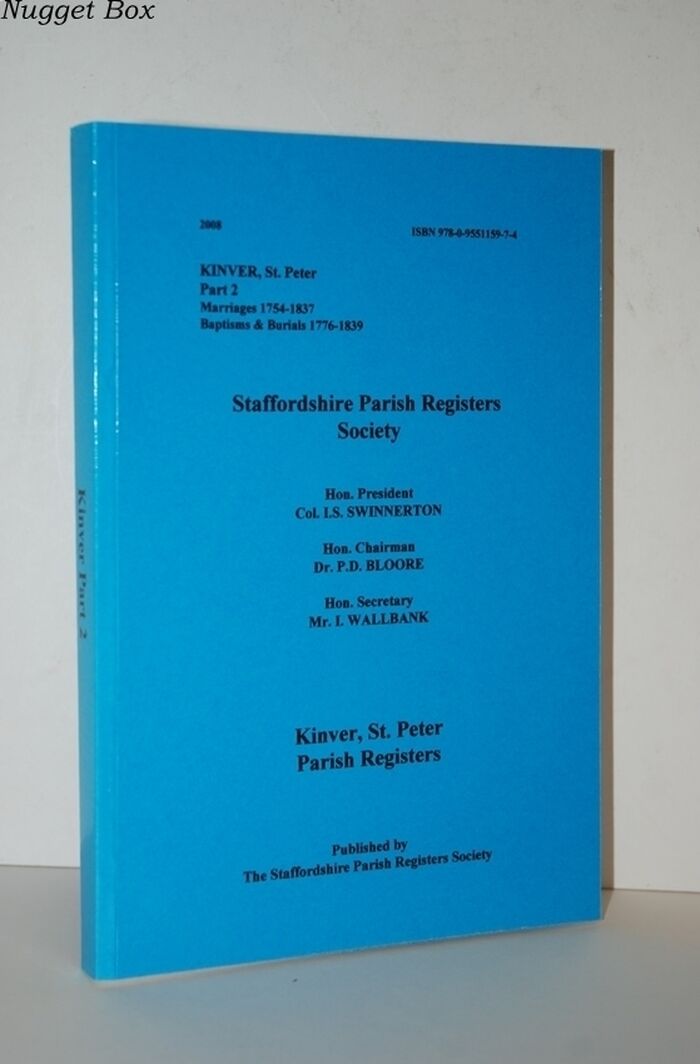 Nugget Box
2008
ISBN 978-0-9551159-7-4
KINVER, St. Peter
Part 2
Marriages 1754-1837
Baptisms & Burials 1776-1839
Staffordshire Parish Registers
Society
Hon. President
Col. I.S. SWINNERTON
Hon. Chairman
Dr. P.D. BLOORE
Hon. Secretary
Mr. I. WALLBANK
Kinver, St. Peter
Parish Registers
Published by
The Staffordshire Parish Registers Society
Kinver Part 2